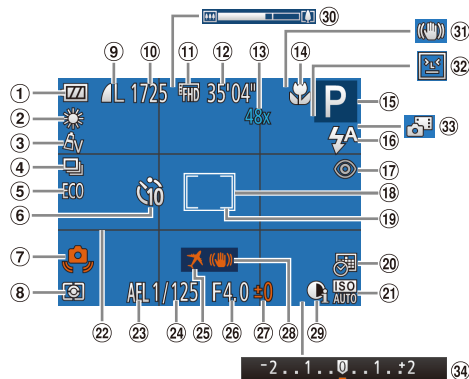 30
31
9 10 11 12 13 14
32
1 L 1725 FHD 35'04" P 15
2 48x
3 Av A 16 33
4 17
5 ECO 18
6 10 19
7 20
8 AEL 1/125 F4.0 ±0 i ISO AUTO 21
22 23 24 25 26 27 28 29
-2..1..0..1..+2 34